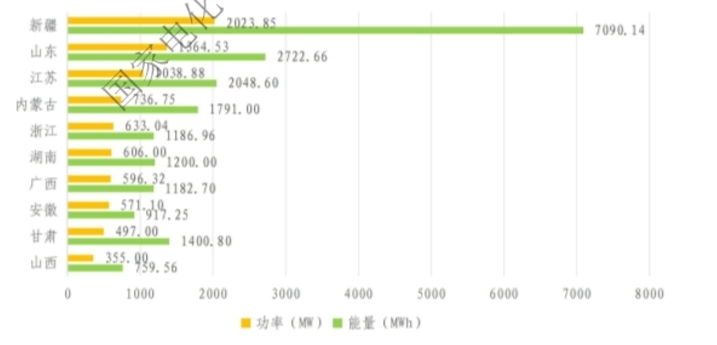 新疆 2023.85
7090.14
山东 1364.53
2722.66
江苏 1038.88
2048.60
内蒙古 736.75
1791.00
浙江 633.04
1186.96
湖南 606.00
1200.00
广西 596.32
1182.70
安徽 571.10
917.25
甘肃 497.00
1400.80
山西 355.00
759.56
0 1000 2000 3000 4000 5000 6000 7000 8000
功率（MW） 能量（MWh）
国家电化